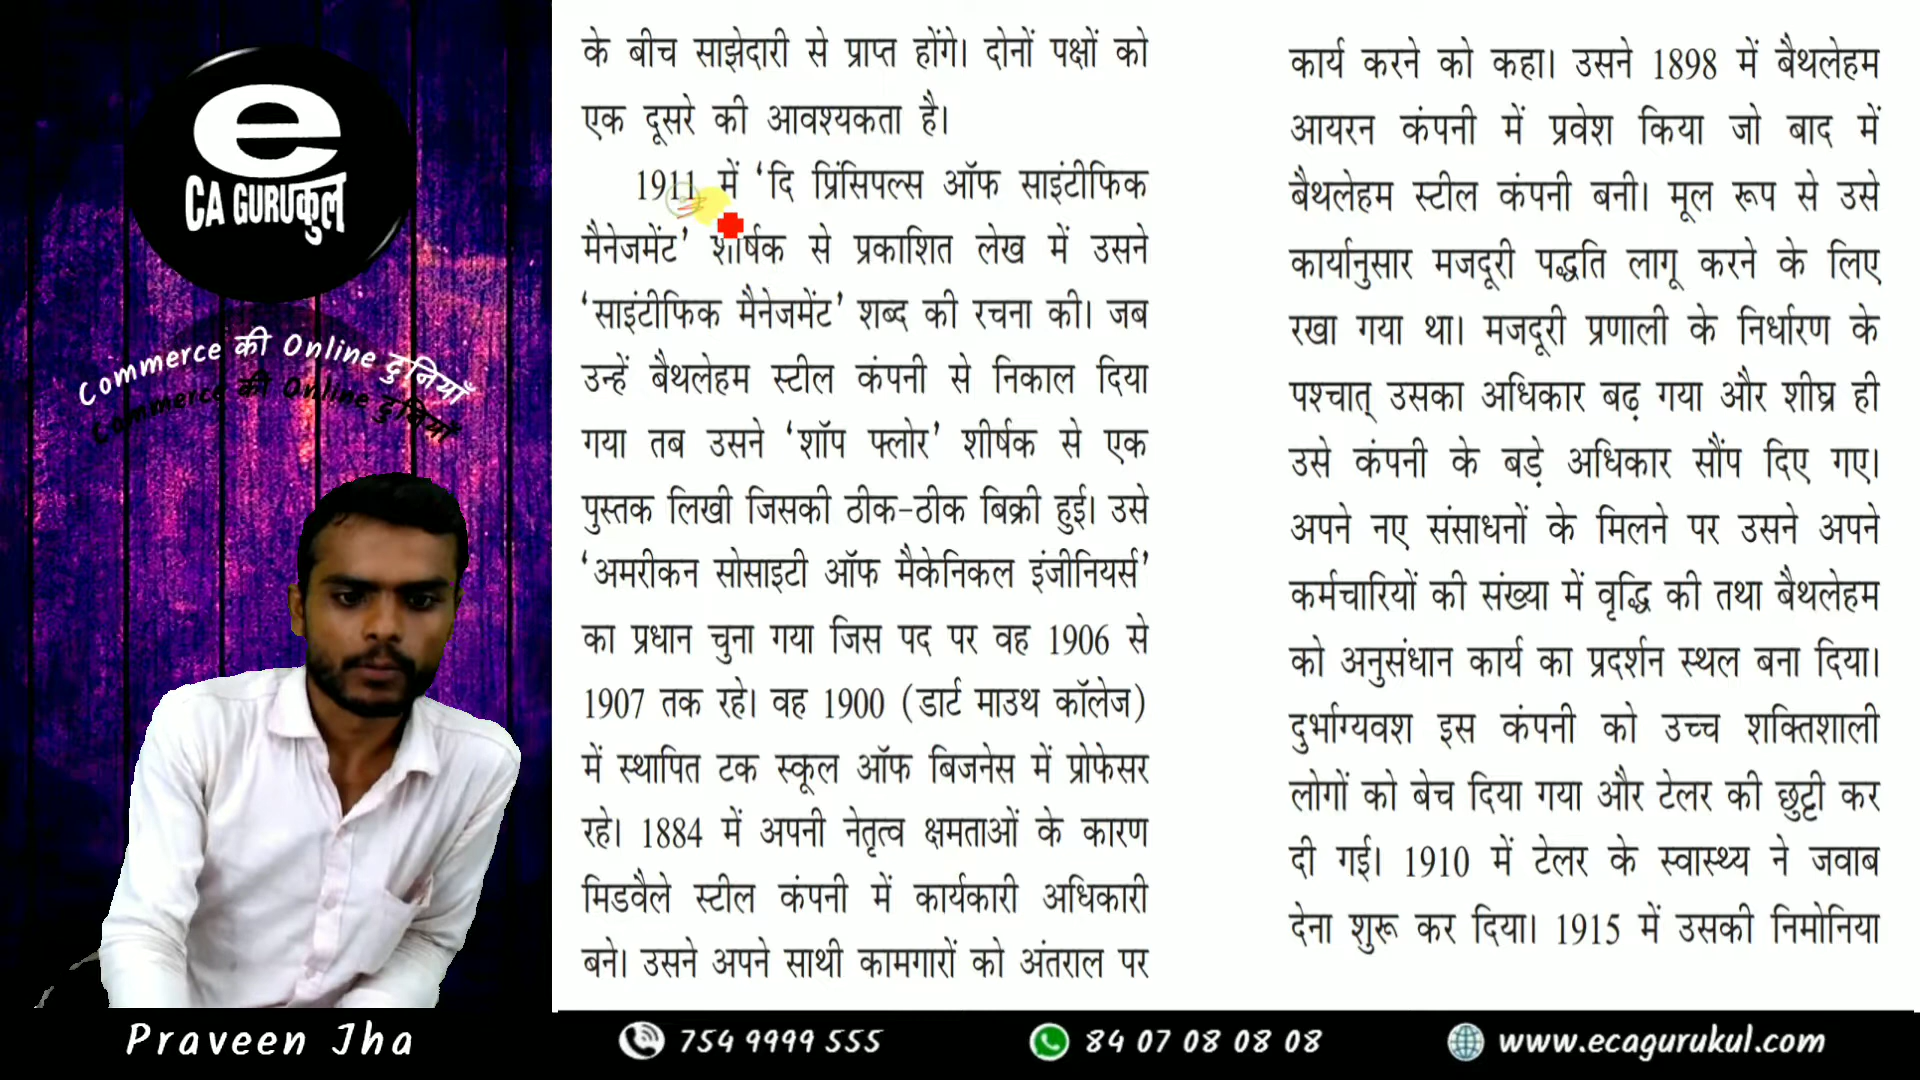 e
CA GURUकुल
Commerce की Online दुनियाँ
Commerce की Online दुनियाँ
के बीच साझेदारी से प्राप्त होंगे। दोनों पक्षों को
एक दूसरे की आवश्यकता है।
1911 में ‘दि प्रिंसिपल्स ऑफ साइंटीफिक
मैनेजमेंट’ शीर्षक से प्रकाशित लेख में उसने
‘साइंटीफिक मैनेजमेंट’ शब्द की रचना की। जब
उन्हें बैथलेहम स्टील कंपनी से निकाल दिया
गया तब उसने ‘शॉप फ्लोर’ शीर्षक से एक
पुस्तक लिखी जिसकी ठीक-ठीक बिक्री हुई। उसे
‘अमरीकन सोसाइटी ऑफ मैकेनिकल इंजीनियर्स’
का प्रधान चुना गया जिस पद पर वह 1906 से
1907 तक रहे। वह 1900 (डार्ट माउथ कॉलेज)
में स्थापित टक स्कूल ऑफ बिजनेस में प्रोफेसर
रहे। 1884 में अपनी नेतृत्व क्षमताओं के कारण
मिडवैले स्टील कंपनी में कार्यकारी अधिकारी
बने। उसने अपने साथी कामगारों को अंतराल पर
कार्य करने को कहा। उसने 1898 में बैथलेहम
आयरन कंपनी में प्रवेश किया जो बाद में
बैथलेहम स्टील कंपनी बनी। मूल रूप से उसे
कार्यानुसार मजदूरी पद्धति लागू करने के लिए
रखा गया था। मजदूरी प्रणाली के निर्धारण के
पश्चात् उसका अधिकार बढ़ गया और शीघ्र ही
उसे कंपनी के बड़े अधिकार सौंप दिए गए।
अपने नए संसाधनों के मिलने पर उसने अपने
कर्मचारियों की संख्या में वृद्धि की तथा बैथलेहम
को अनुसंधान कार्य का प्रदर्शन स्थल बना दिया।
दुर्भाग्यवश इस कंपनी को उच्च शक्तिशाली
लोगों को बेच दिया गया और टेलर की छुट्टी कर
दी गई। 1910 में टेलर के स्वास्थ्य ने जवाब
देना शुरू कर दिया। 1915 में उसकी निमोनिया
Praveen Jha
754 9999 555
84 07 08 08 08
www.ecagurukul.com